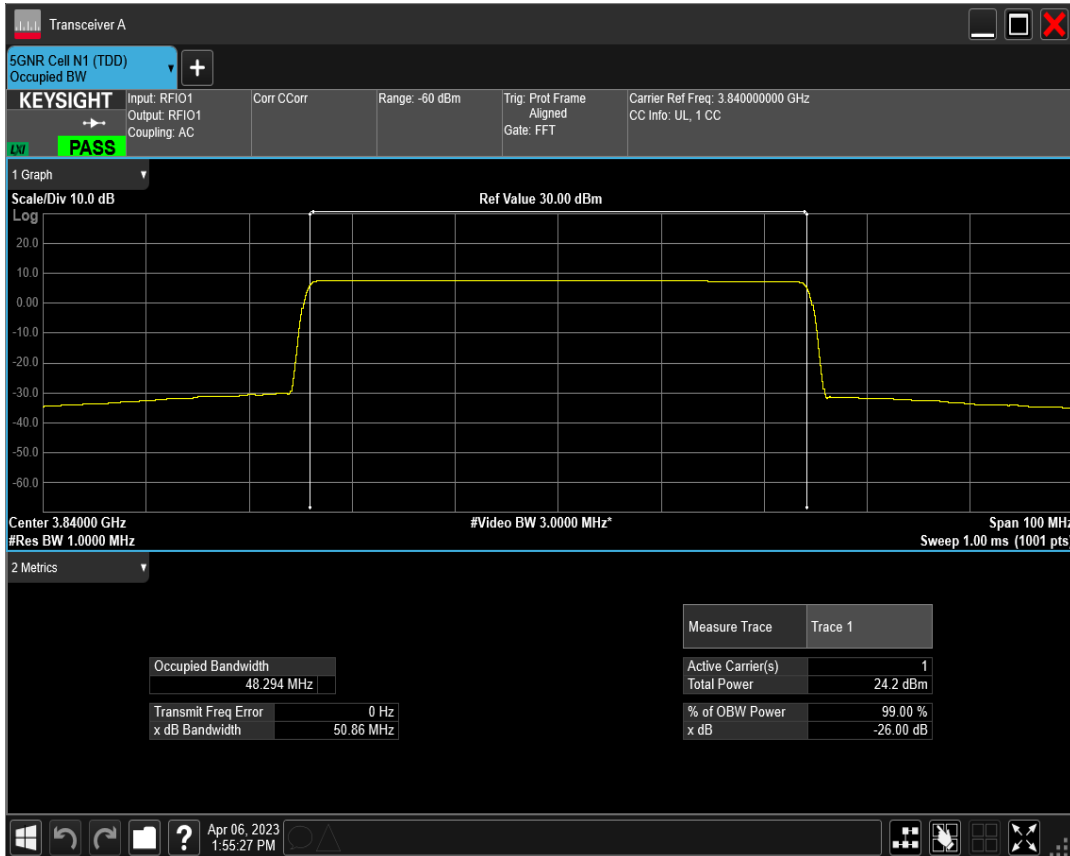 Transceiver A
5GNR Cell N1 (TDD)
Occupied BW
+
KEYSIGHT
LXI
PASS
Input: RFIO1
Output: RFIO1
Coupling: AC
Corr CCorr
Range: -60 dBm
Trig: Prot Frame
Aligned
Gate: FFT
Carrier Ref Freq: 3.840000000 GHz
CC Info: UL, 1 CC
1 Graph
Scale/Div 10.0 dB
Ref Value 30.00 dBm
Log
20.0
10.0
0.00
-10.0
-20.0
-30.0
-40.0
-50.0
-60.0
Center 3.84000 GHz
#Video BW 3.0000 MHz*
Span 100 MHz
#Res BW 1.0000 MHz
Sweep 1.00 ms (1001 pts)
2 Metrics
Measure Trace Trace 1
Occupied Bandwidth
48.294 MHz
Active Carrier(s) 1
Total Power 24.2 dBm
Transmit Freq Error 0 Hz
x dB Bandwidth 50.86 MHz
% of OBW Power 99.00 %
x dB -26.00 dB
?
Apr 06, 2023
1:55:27 PM